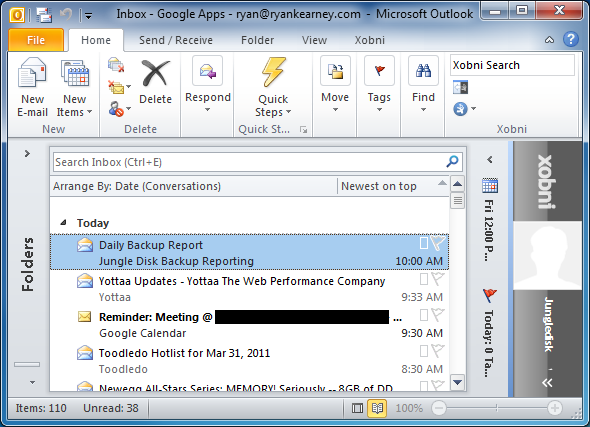 Inbox - Google Apps - ryan@ryankearney.com - Microsoft Outlook
File Home Send / Receive Folder View Xobni
New E-mail
New Items
Delete
Respond
Quick Steps
Move
Tags
Find
Xobni Search
New Delete Quick St... Xobni
Search Inbox (Ctrl+E)
Arrange By: Date (Conversations) Newest on top
Today
Daily Backup Report
Jungle Disk Backup Reporting 10:00 AM
Yottaa Updates - Yottaa The Web Performance Company
Yottaa 9:33 AM
Reminder: Meeting @ ...
Google Calendar 9:30 AM
Toodledo Hotlist for Mar 31, 2011
Toodledo 8:30 AM
Newegg All-Stars Series: MEMORY! Seriously -- 8GB of DD
Folders
Fri 12:00 P...
Today: 0 Ta...
xobni
Jungledisk
Items: 110 Unread: 38 100%